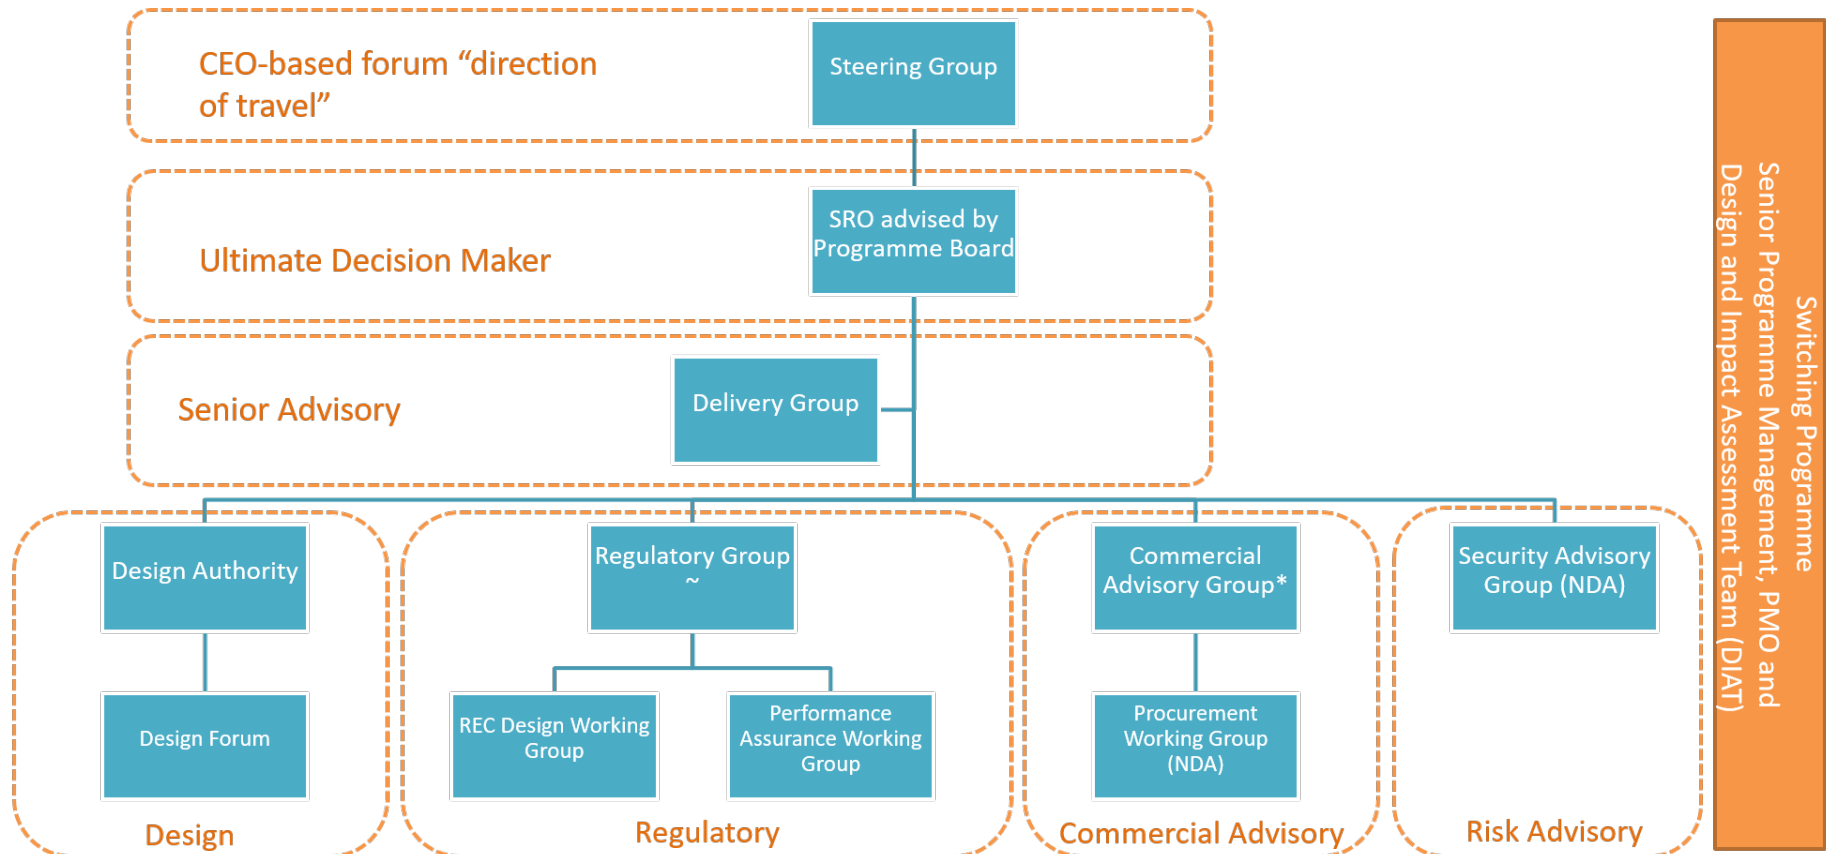 CEO-based forum “direction
of travel”
Steering Group
Ultimate Decision Maker
SRO advised by
Programme Board
Senior Advisory
Delivery Group
Design Authority
Design Forum
Design
Regulatory Group
~
REC Design Working
Group
Performance
Assurance Working
Group
Regulatory
Commercial
Advisory Group*
Procurement
Working Group
(NDA)
Commercial Advisory
Security Advisory
Group (NDA)
Risk Advisory
Switching Programme
Senior Programme Management, PMO and
Design and Impact Assessment Team (DIAT)